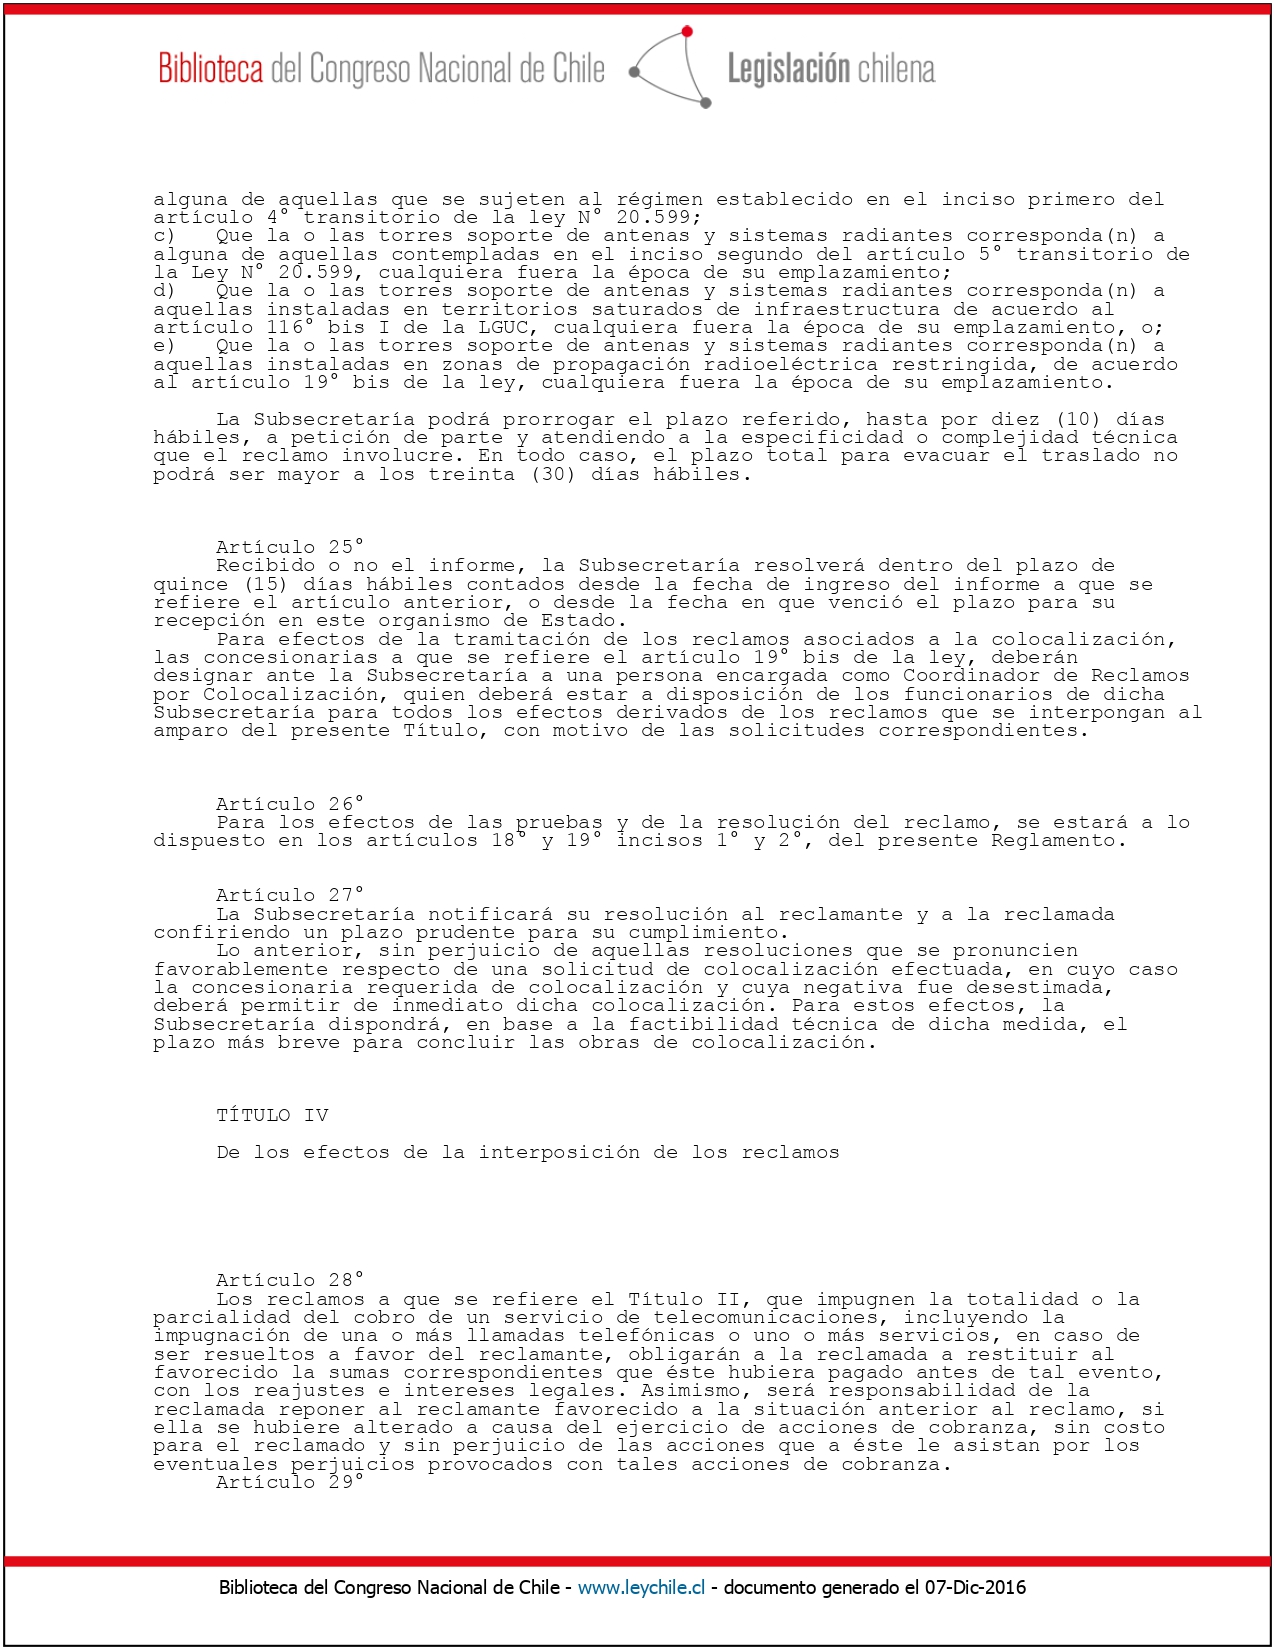 Biblioteca del Congreso Nacional de Chile Legislación chilena
alguna de aquellas que se sujeten al régimen establecido en el inciso primero del
artículo 4° transitorio de la ley N° 20.599;
c) Que la o las torres soporte de antenas y sistemas radiantes corresponda(n) a
alguna de aquellas contempladas en el inciso segundo del artículo 5° transitorio de
la Ley N° 20.599, cualquiera fuera la época de su emplazamiento;
d) Que la o las torres soporte de antenas y sistemas radiantes corresponda(n) a
aquellas instaladas en territorios saturados de infraestructura de acuerdo al
artículo 116° bis I de la LGUC, cualquiera fuera la época de su emplazamiento, o;
e) Que la o las torres soporte de antenas y sistemas radiantes corresponda(n) a
aquellas instaladas en zonas de propagación radioeléctrica restringida, de acuerdo
al artículo 19° bis de la ley, cualquiera fuera la época de su emplazamiento.
La Subsecretaría podrá prorrogar el plazo referido, hasta por diez (10) días
hábiles, a petición de parte y atendiendo a la especificidad o complejidad técnica
que el reclamo involucre. En todo caso, el plazo total para evacuar el traslado no
podrá ser mayor a los treinta (30) días hábiles.
Artículo 25°
Recibido o no el informe, la Subsecretaría resolverá dentro del plazo de
quince (15) días hábiles contados desde la fecha de ingreso del informe a que se
refiere el artículo anterior, o desde la fecha en que venció el plazo para su
recepción en este organismo de Estado.
Para efectos de la tramitación de los reclamos asociados a la colocalización,
las concesionarias a que se refiere el artículo 19° bis de la ley, deberán
designar ante la Subsecretaría a una persona encargada como Coordinador de Reclamos
por Colocalización, quien deberá estar a disposición de los funcionarios de dicha
Subsecretaría para todos los efectos derivados de los reclamos que se interpongan al
amparo del presente Título, con motivo de las solicitudes correspondientes.
Artículo 26°
Para los efectos de las pruebas y de la resolución del reclamo, se estará a lo
dispuesto en los artículos 18° y 19° incisos 1° y 2°, del presente Reglamento.
Artículo 27°
La Subsecretaría notificará su resolución al reclamante y a la reclamada
confiriendo un plazo prudente para su cumplimiento.
Lo anterior, sin perjuicio de aquellas resoluciones que se pronuncien
favorablemente respecto de una solicitud de colocalización efectuada, en cuyo caso
la concesionaria requerida de colocalización y cuya negativa fue desestimada,
deberá permitir de inmediato dicha colocalización. Para estos efectos, la
Subsecretaría dispondrá, en base a la factibilidad técnica de dicha medida, el
plazo más breve para concluir las obras de colocalización.
TÍTULO IV
De los efectos de la interposición de los reclamos
Artículo 28°
Los reclamos a que se refiere el Título II, que impugnen la totalidad o la
parcialidad del cobro de un servicio de telecomunicaciones, incluyendo la
impugnación de una o más llamadas telefónicas o uno o más servicios, en caso de
ser resueltos a favor del reclamante, obligarán a la reclamada a restituir al
favorecido la sumas correspondientes que éste hubiera pagado antes de tal evento,
con los reajustes e intereses legales. Asimismo, será responsabilidad de la
reclamada reponer al reclamante favorecido a la situación anterior al reclamo, si
ella se hubiere alterado a causa del ejercicio de acciones de cobranza, sin costo
para el reclamado y sin perjuicio de las acciones que a éste le asistan por los
eventuales perjuicios provocados con tales acciones de cobranza.
Artículo 29°
Biblioteca del Congreso Nacional de Chile - www.leychile.cl - documento generado el 07-Dic-2016